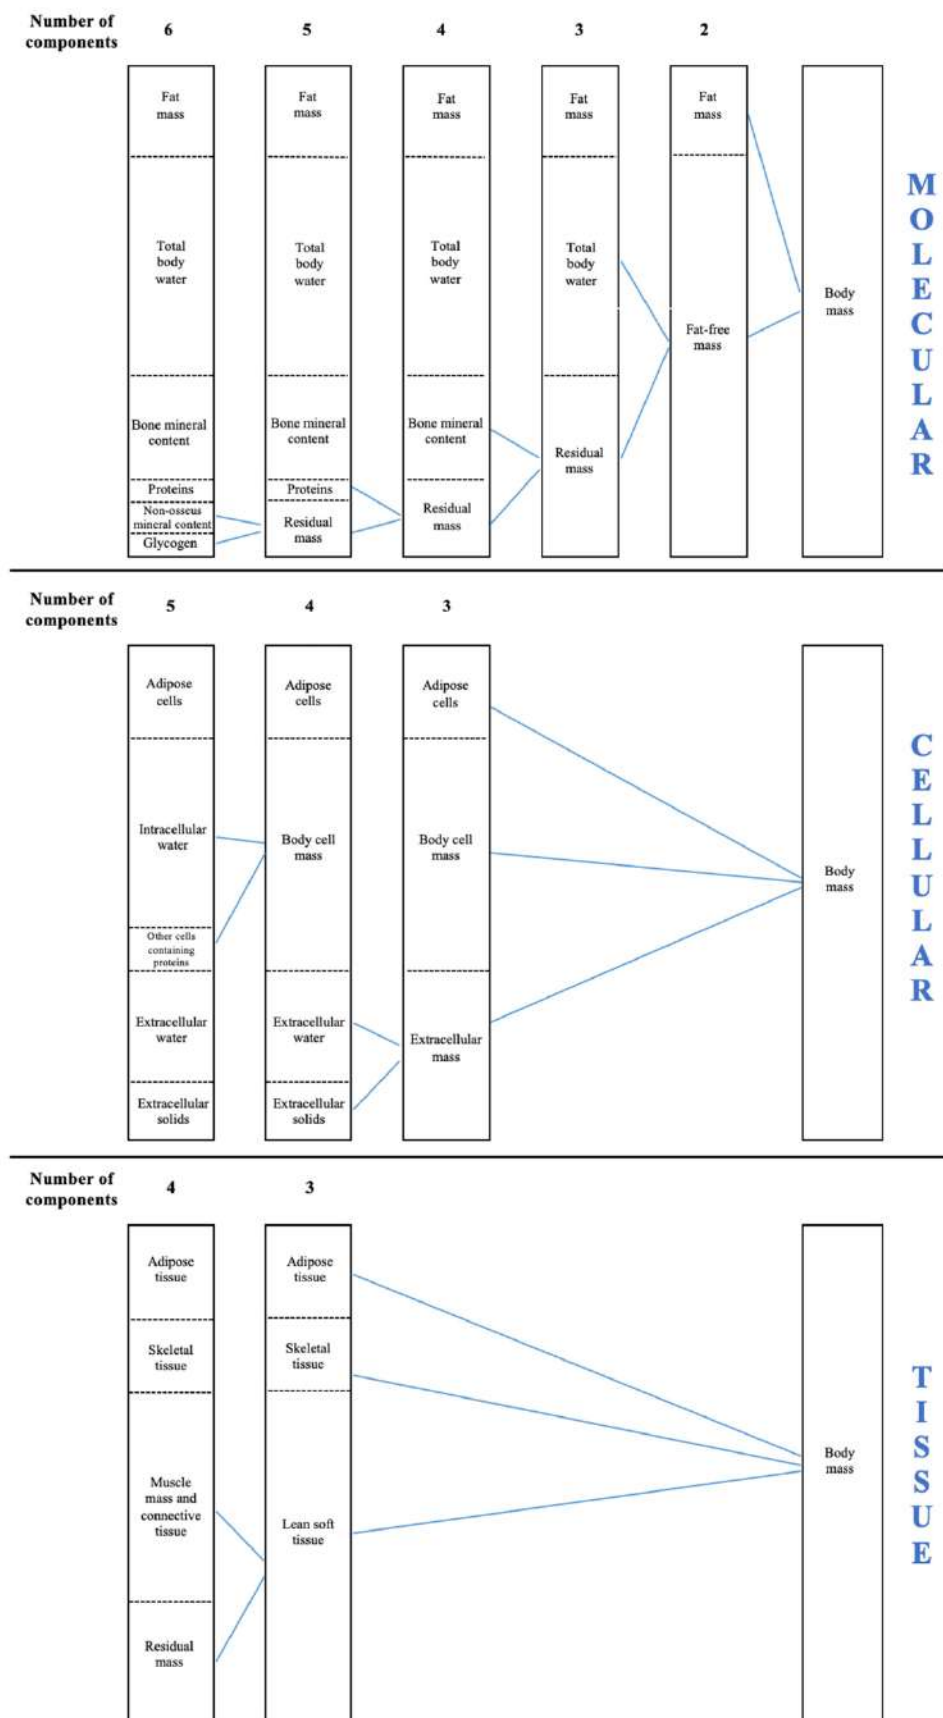 Number of
components
6
5
4
3
2
Fat
mass
Fat
mass
Fat
mass
Fat
mass
Fat
mass
Total
body
water
Total
body
water
Total
body
water
Total
body
water
Fat-free
mass
Body
mass
Bone mineral
content
Bone mineral
content
Bone mineral
content
Residual
mass
Proteins
Proteins
Non-osseus
mineral content
Glycogen
Residual
mass
Residual
mass
MOLECULAR
Number of
components
5
4
3
Adipose
cells
Adipose
cells
Adipose
cells
Intracellular
water
Body cell
mass
Body cell
mass
Body
mass
Other cells
containing
proteins
Extracellular
water
Extracellular
water
Extracellular
mass
Extracellular
solids
Extracellular
solids
CELLULAR
Number of
components
4
3
Adipose
tissue
Adipose
tissue
Skeletal
tissue
Skeletal
tissue
Muscle
mass and
connective
tissue
Lean soft
tissue
Body
mass
Residual
mass
TISSUE